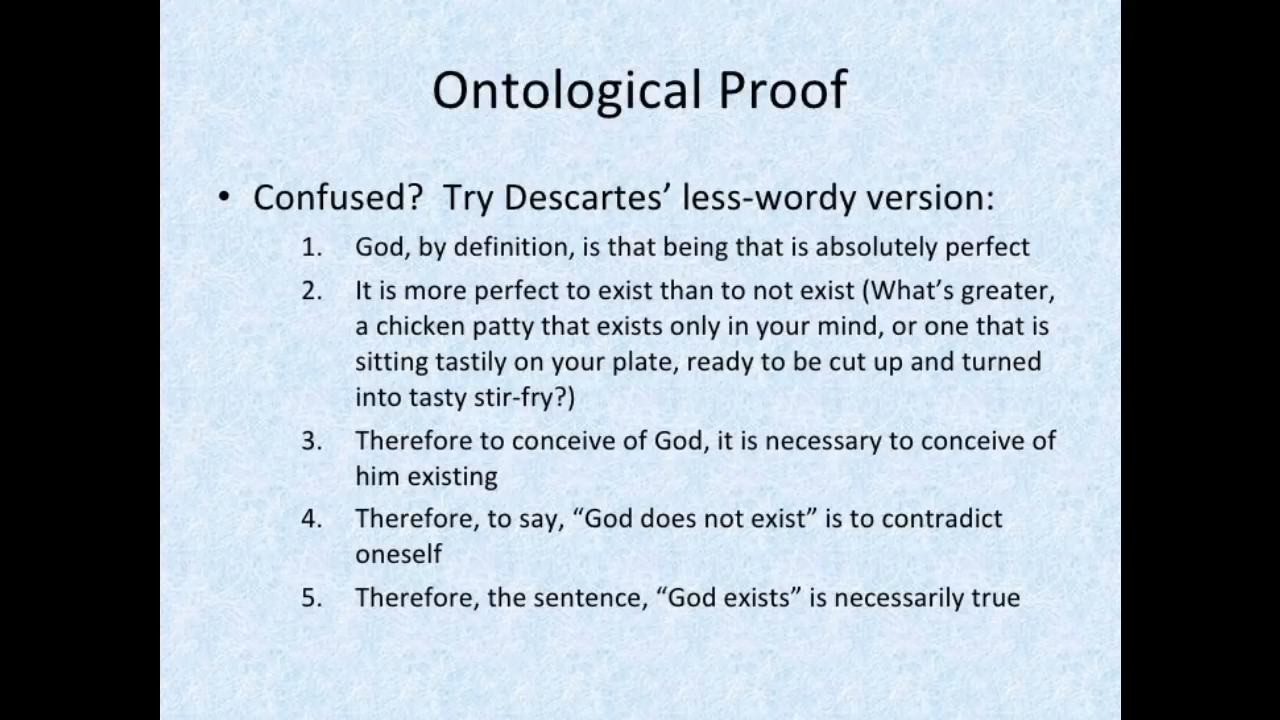 Ontological Proof
• Confused? Try Descartes’ less-wordy version:
1. God, by definition, is that being that is absolutely perfect
2. It is more perfect to exist than to not exist (What’s greater,
a chicken patty that exists only in your mind, or one that is
sitting tastily on your plate, ready to be cut up and turned
into tasty stir-fry?)
3. Therefore to conceive of God, it is necessary to conceive of
him existing
4. Therefore, to say, “God does not exist” is to contradict
oneself
5. Therefore, the sentence, “God exists” is necessarily true